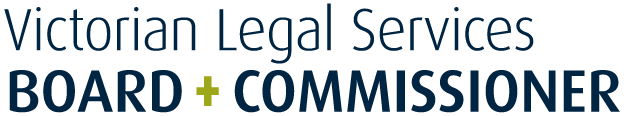 Victorian Legal Services
BOARD + COMMISSIONER